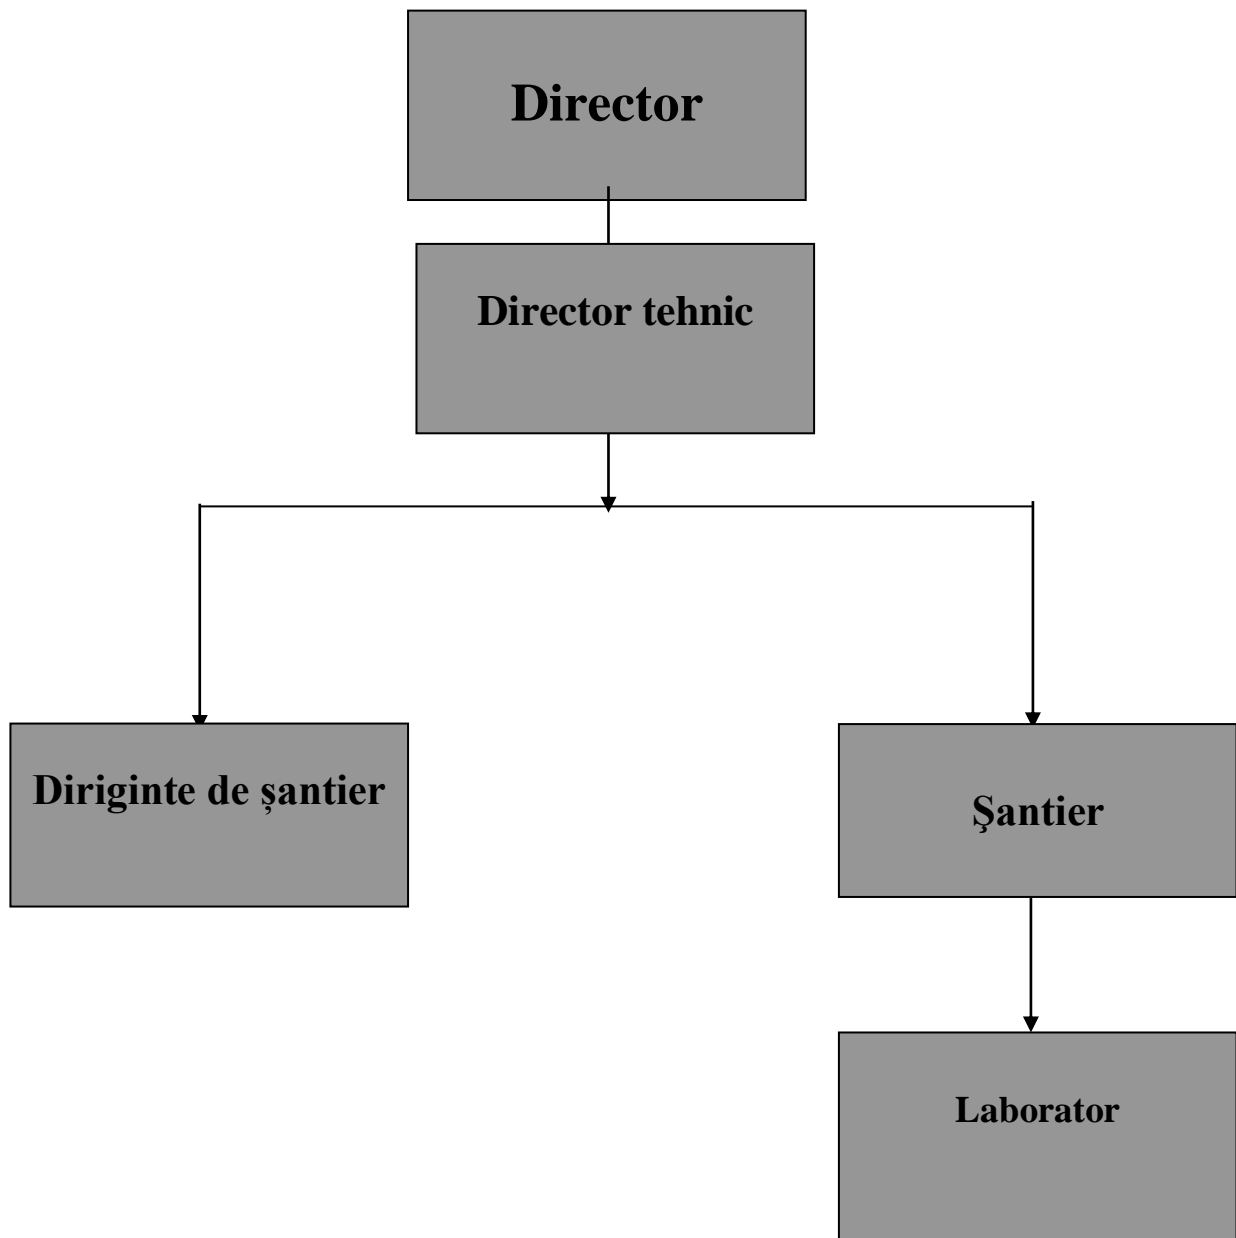 Director
Director tehnic
Diriginte de șantier
Şantier
Laborator